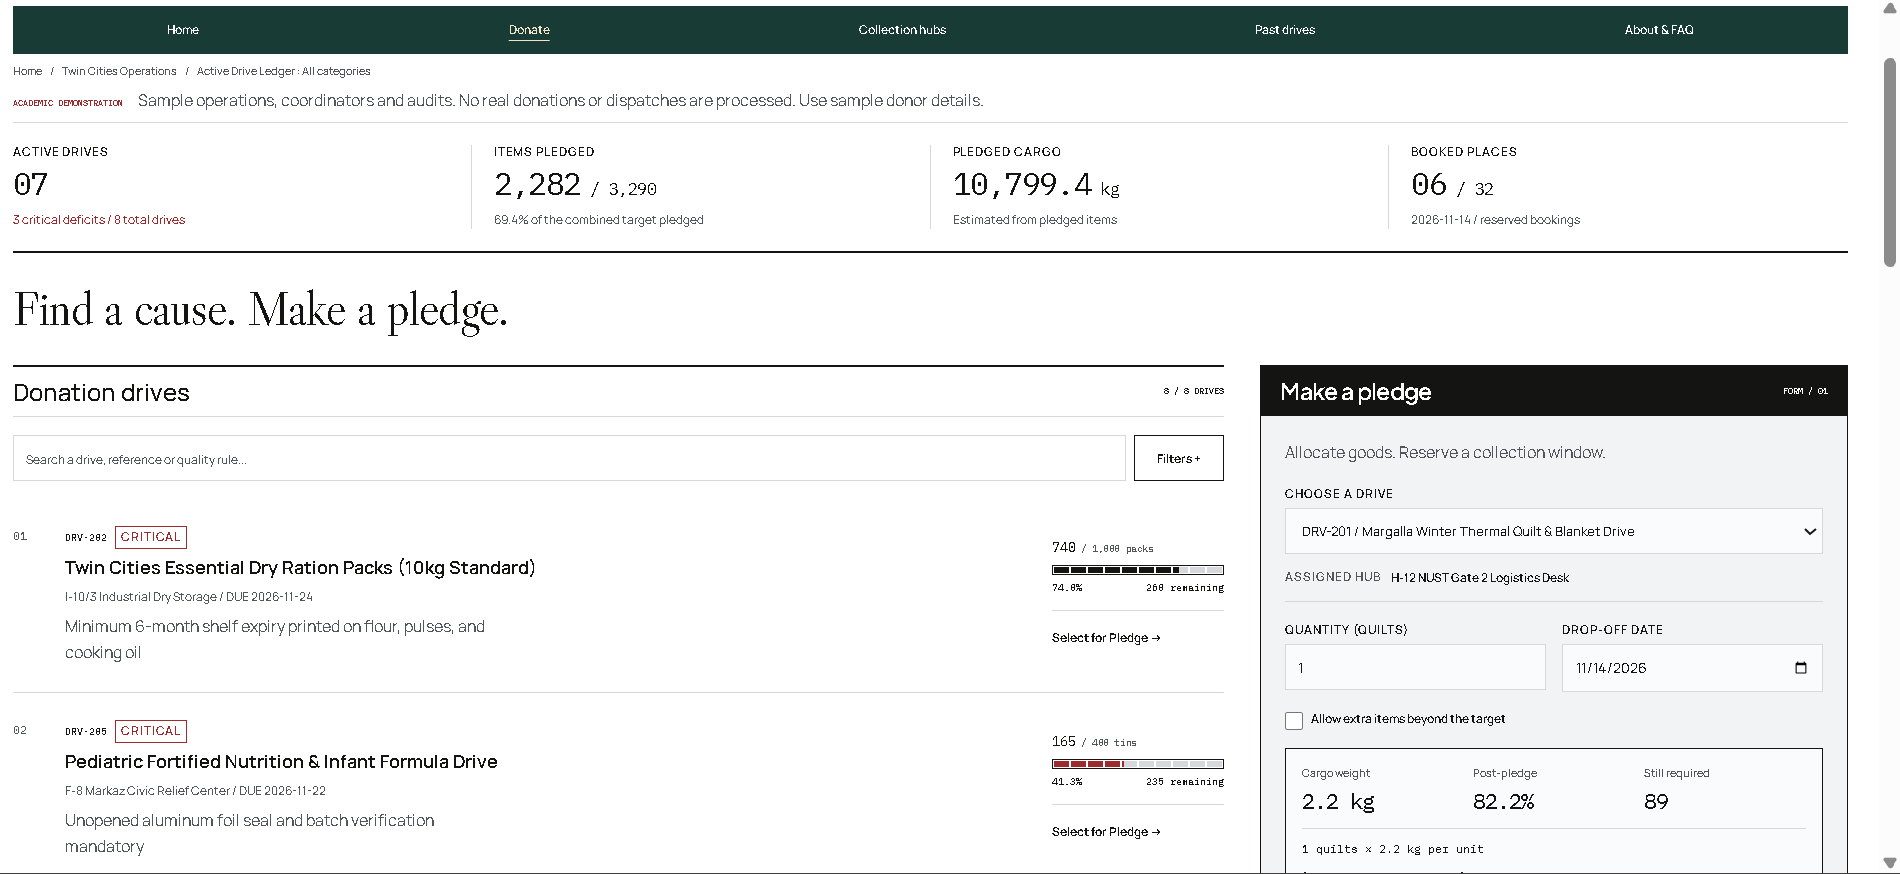 Home Donate Collection hubs Past drives About & FAQ
Home / Twin Cities Operations / Active Drive Ledger : All categories
ACADEMIC DEMONSTRATION Sample operations, coordinators and audits. No real donations or dispatches are processed. Use sample donor details.
ACTIVE DRIVES
07
3 critical deficits / 8 total drives
ITEMS PLEDGED
2,282 / 3,290
69.4% of the combined target pledged
PLEDGED CARGO
10,799.4 kg
Estimated from pledged items
BOOKED PLACES
06 / 32
2026-11-14 / reserved bookings
Find a cause. Make a pledge.
Donation drives
8 / 8 DRIVES
Search a drive, reference or quality rule...
Filters +
01
DRV-202 CRITICAL
Twin Cities Essential Dry Ration Packs (10kg Standard)
I-10/3 Industrial Dry Storage / DUE 2026-11-24
Minimum 6-month shelf expiry printed on flour, pulses, and
cooking oil
740 / 1,000 packs
74.0% 260 remaining
Select for Pledge →
02
DRV-205 CRITICAL
Pediatric Fortified Nutrition & Infant Formula Drive
F-8 Markaz Civic Relief Center / DUE 2026-11-22
Unopened aluminum foil seal and batch verification
mandatory
165 / 400 tins
41.3% 235 remaining
Select for Pledge →
Make a pledge
FORM / 01
Allocate goods. Reserve a collection window.
CHOOSE A DRIVE
DRV-201 / Margalla Winter Thermal Quilt & Blanket Drive
ASSIGNED HUB H-12 NUST Gate 2 Logistics Desk
QUANTITY (QUILTS) DROP-OFF DATE
1 11/14/2026
Allow extra items beyond the target
Cargo weight Post-pledge Still required
2.2 kg 82.2% 89
1 quilts × 2.2 kg per unit